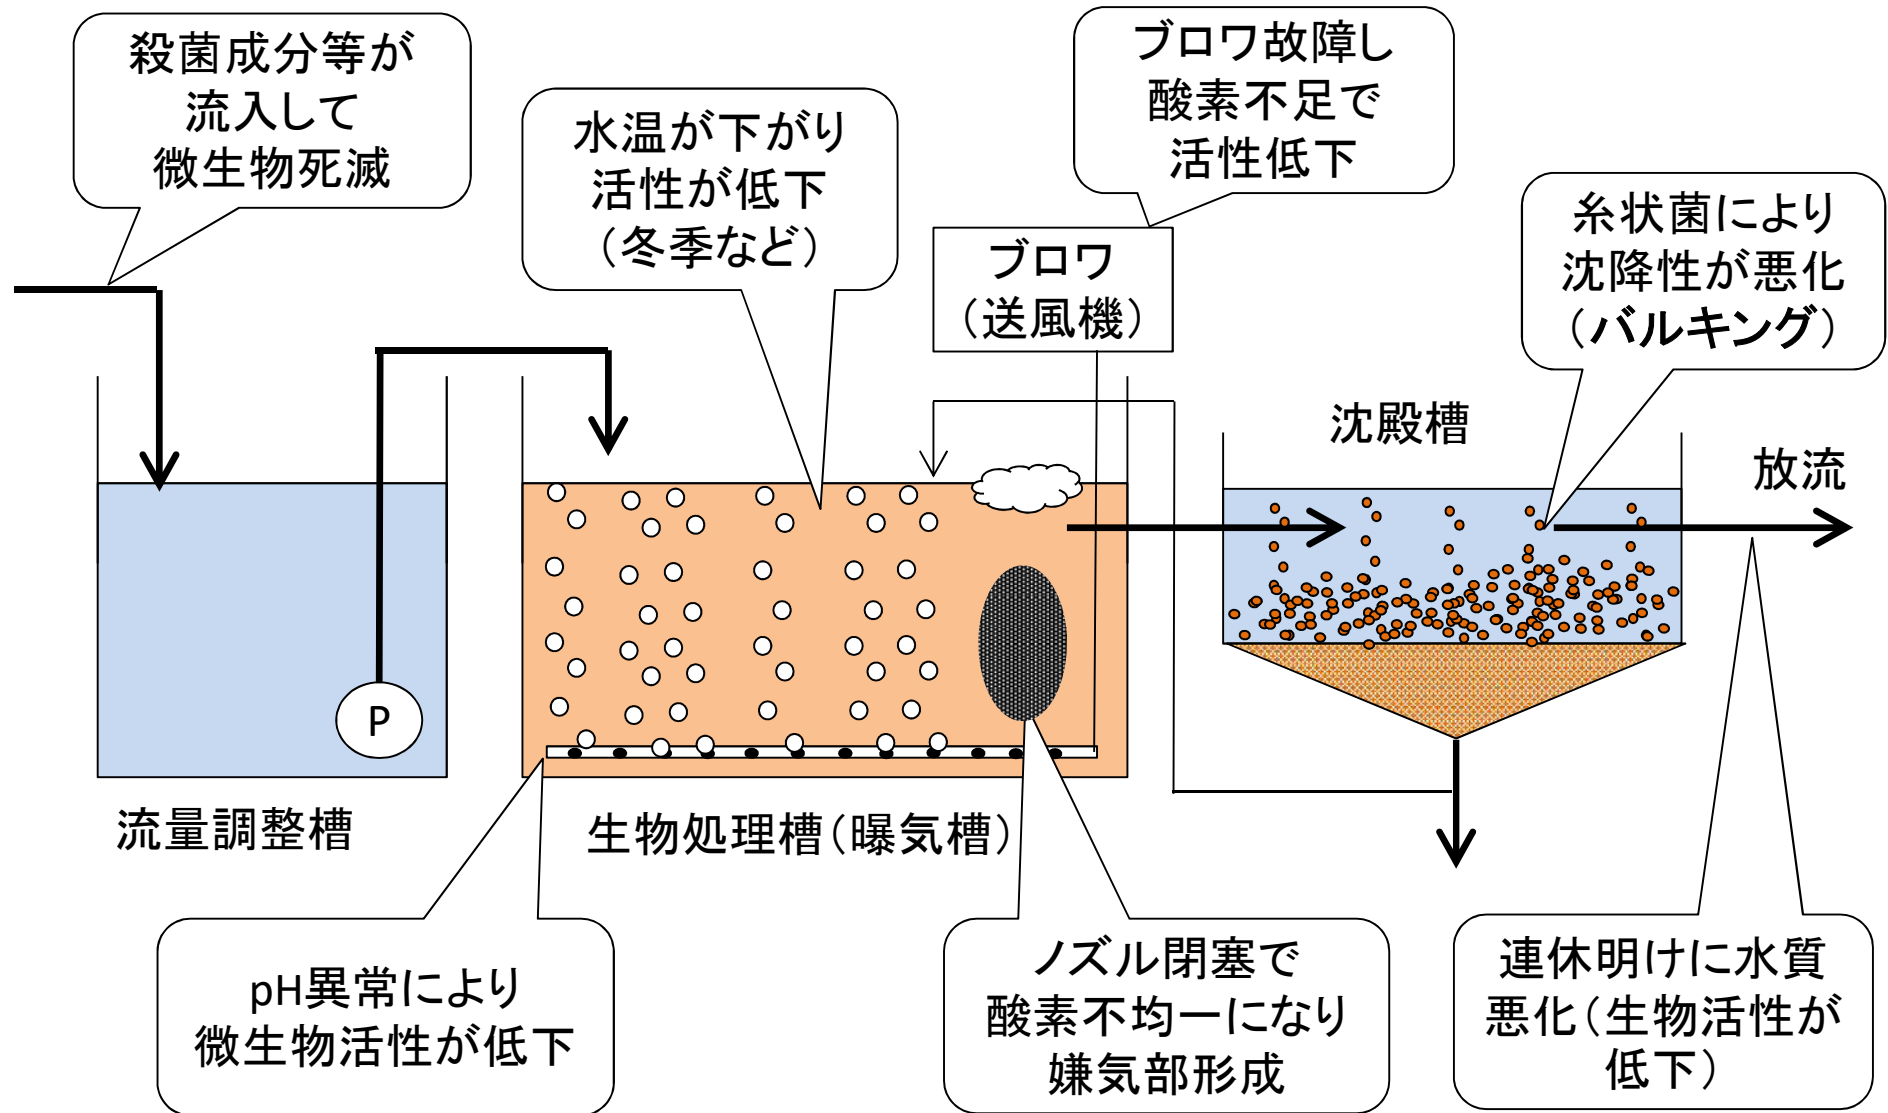 殺菌成分等が
流入して
微生物死滅
水温が下がり
活性が低下
（冬季など）
ブロワ故障し
酸素不足で
活性低下
ブロワ
（送風機）
糸状菌により
沈降性が悪化
（バルキング）
沈殿槽
放流
P
流量調整槽
生物処理槽（曝気槽）
pH異常により
微生物活性が低下
ノズル閉塞で
酸素不均一になり
嫌気部形成
連休明けに水質
悪化（生物活性が
低下）